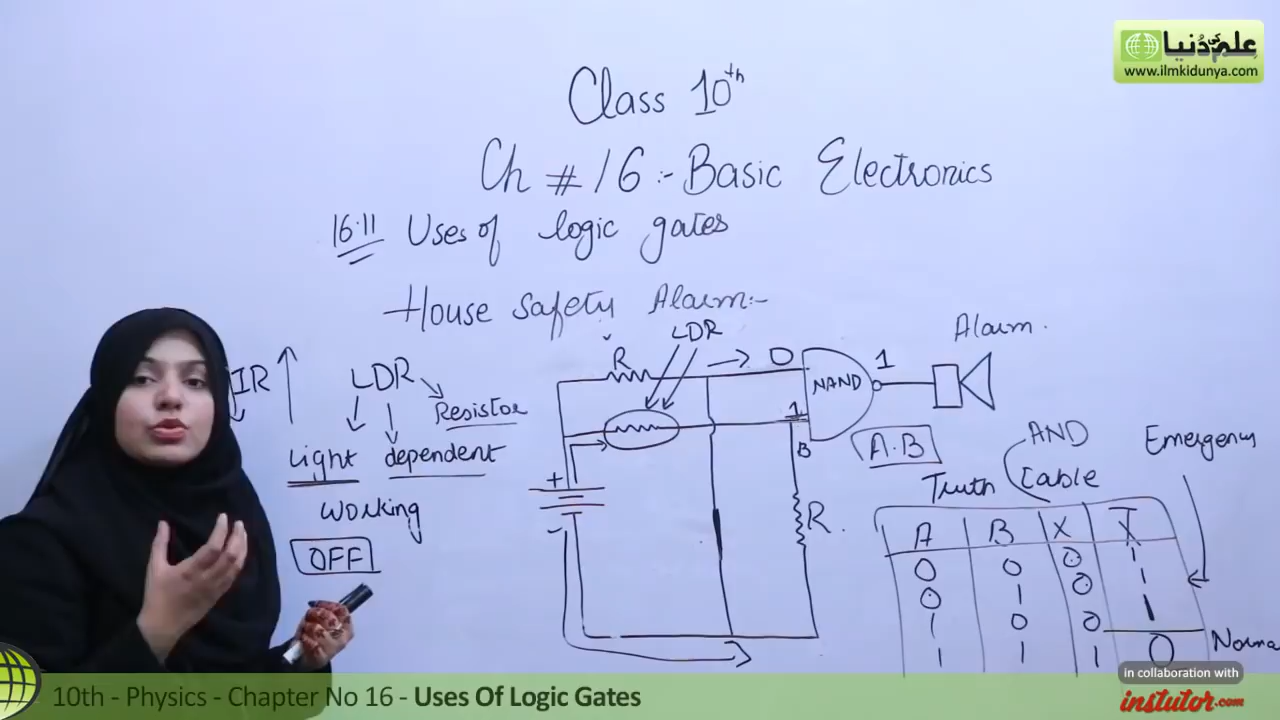 علم کی دُنیا
www.ilmkidunya.com
Class 10th
Ch # 16 :- Basic Electronics
16.11 Uses of logic gates
House Safety Alarm:-
LDR
R
0
NAND
1
Alarm.
IR
LDR
Resistor
Light dependent
1
B
A.B
AND
Emergency
Truth Table
working
OFF
+
-
R.
A B X X̅
0 0 0 1
0 1 0 1
1 0 0 1
1 1 1 0
Norma
in collaboration with
instutor.com
10th - Physics - Chapter No 16 - Uses Of Logic Gates